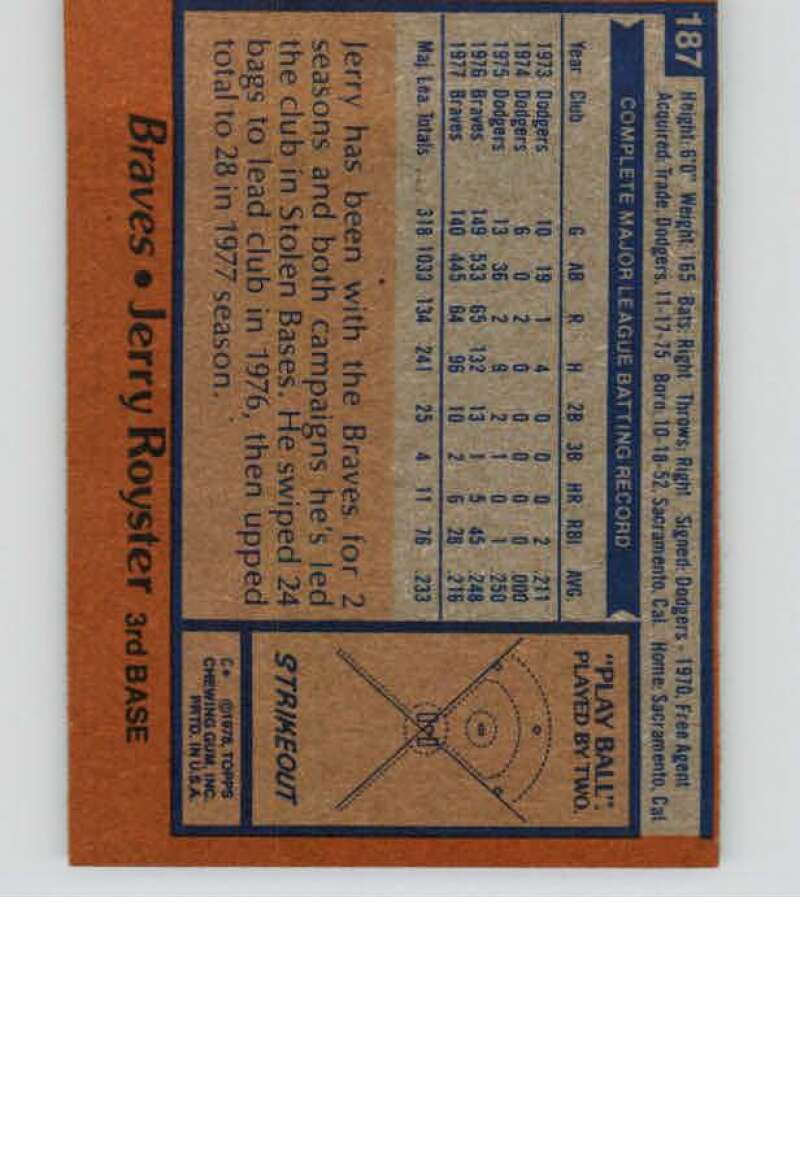 187
Height: 6'0" Weight: 165 Bats: Right Throws: Right Signed: Dodgers - 1970, Free Agent
Acquired: Trade, Dodgers, 11-17-75 Born: 10-18-52, Sacramento, Cal Home: Sacramento, Cal
COMPLETE MAJOR LEAGUE BATTING RECORD
Year Club G AB R H 2B 3B HR RBI AVG.
1973 Dodgers 10 19 1 4 0 0 0 2 .211
1974 Dodgers 6 0 2 0 0 0 0 0 .000
1975 Dodgers 13 36 2 9 2 1 0 1 .250
1976 Braves 149 533 65 132 13 1 5 45 .248
1977 Braves 140 445 64 96 10 2 6 28 .216
Maj. Lea. Totals ... 318 1033 134 241 25 4 11 76 .233
Jerry has been with the Braves for 2
seasons and both campaigns he's led
the club in Stolen Bases. He swiped 24
bags to lead club in 1976, then upped
total to 28 in 1977 season.
"PLAY BALL".
PLAYED BY TWO.
STRIKEOUT
C* ©1978, TOPPS
CHEWING GUM, INC.
PRTD. IN U.S.A.
Braves • Jerry Royster 3rd BASE